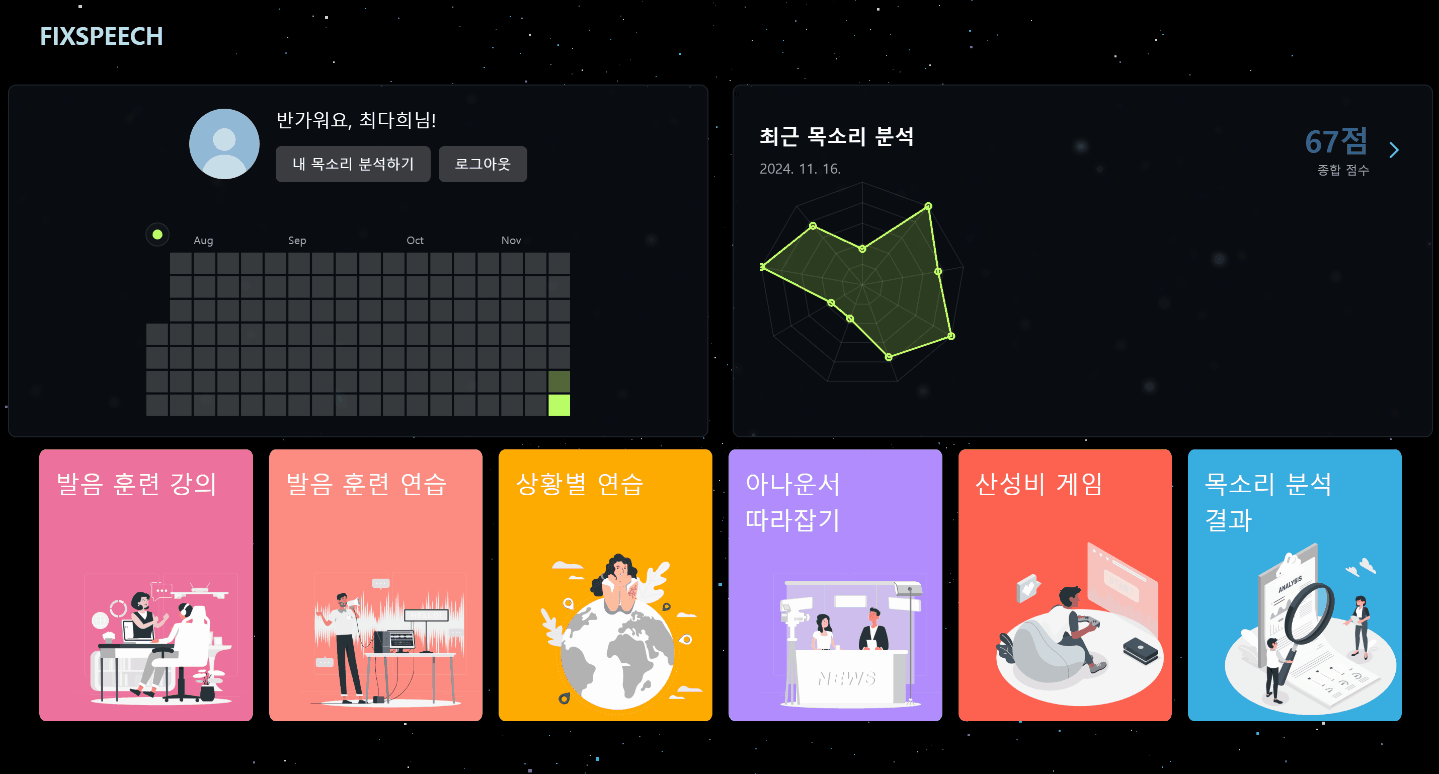 FIXSPEECH
반가워요, 최다희님!
내 목소리 분석하기
로그아웃
Aug
Sep
Oct
Nov
최근 목소리 분석
2024. 11. 16.
67점
종합 점수
발음 훈련 강의
발음 훈련 연습
상황별 연습
아나운서
따라잡기
NEWS
산성비 게임
목소리 분석
결과
ANALYSIS